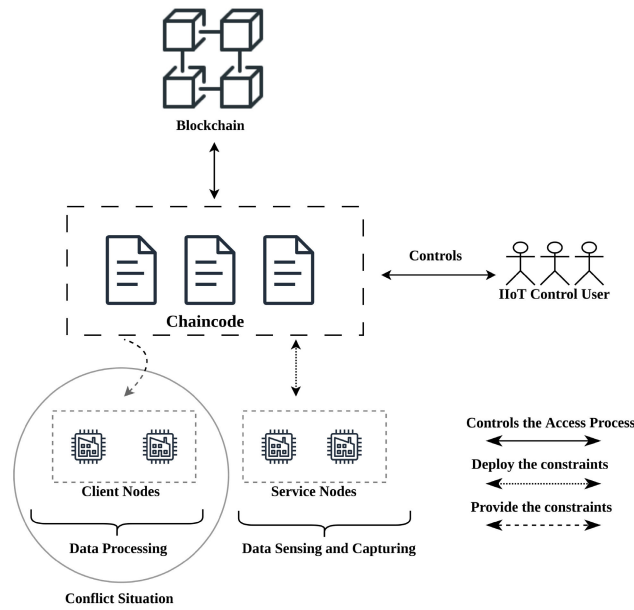 Blockchain
Controls
IIoT Control User
Chaincode
Controls the Access Process
Deploy the constraints
Provide the constraints
Client Nodes
Service Nodes
Data Processing
Data Sensing and Capturing
Conflict Situation